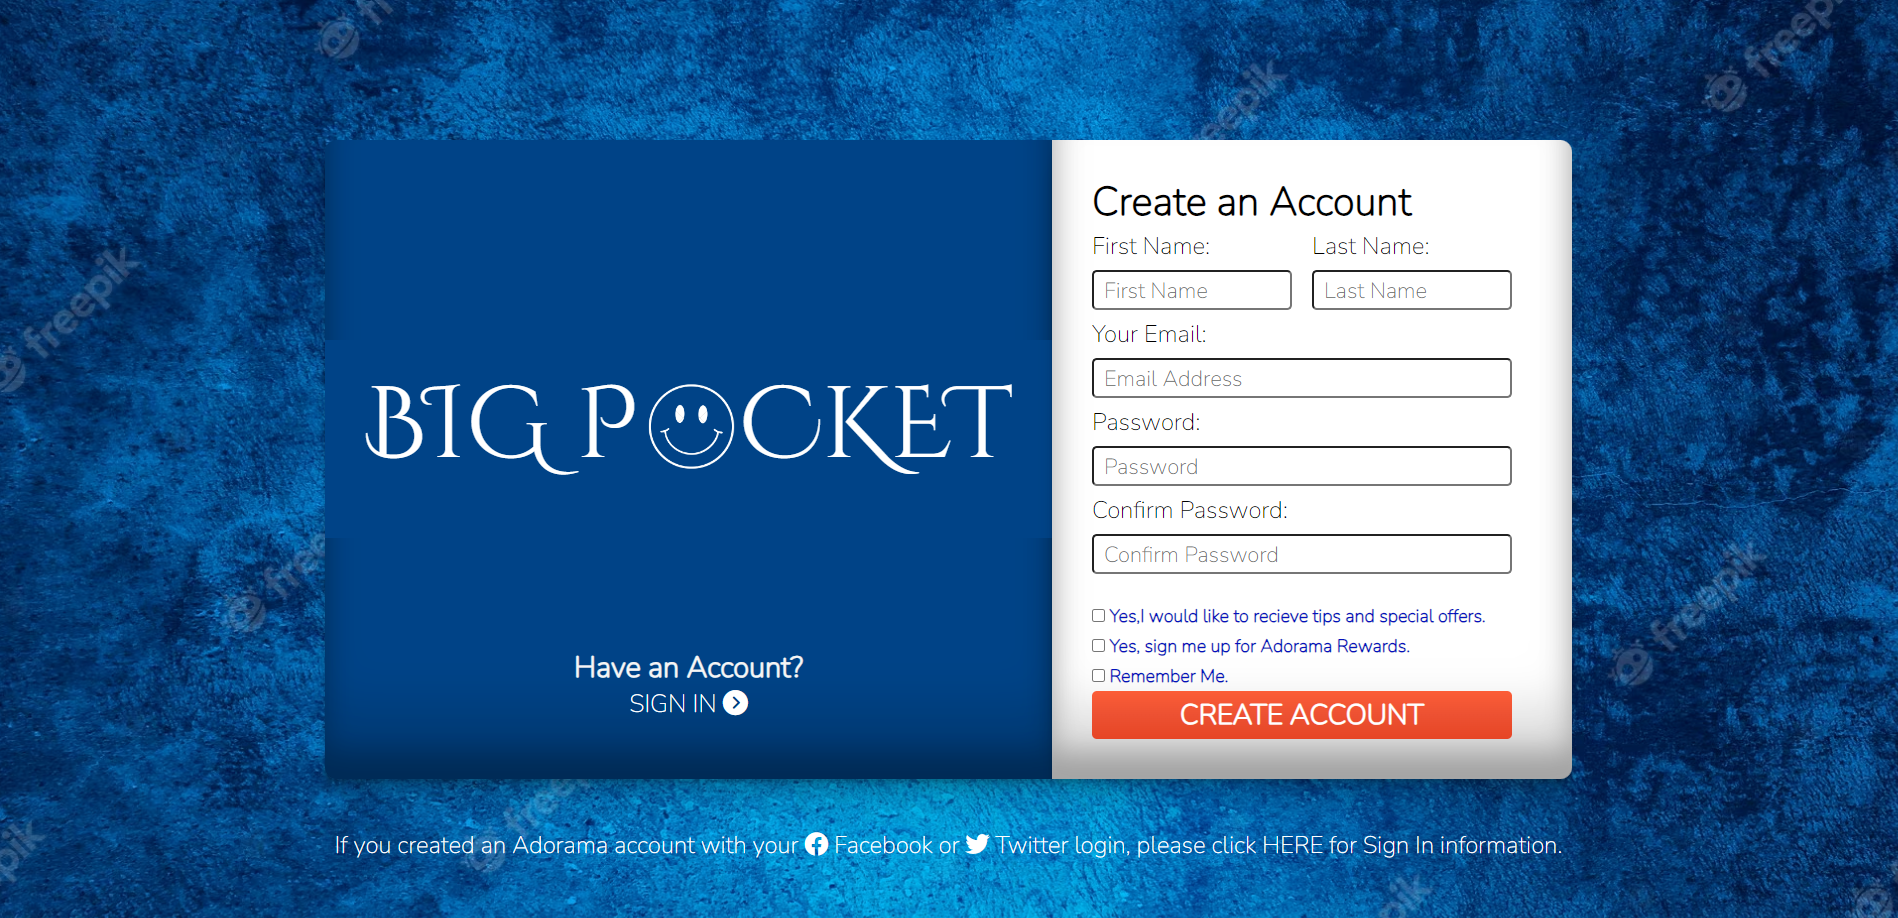 BIG POCKET
Have an Account?
SIGN IN
Create an Account
First Name: Last Name:
First Name Last Name
Your Email:
Email Address
Password:
Password
Confirm Password:
Confirm Password
Yes,I would like to recieve tips and special offers.
Yes, sign me up for Adorama Rewards.
Remember Me.
CREATE ACCOUNT
If you created an Adorama account with your Facebook or Twitter login, please click HERE for Sign In information.
freepik
freepik
freepik
freepik
freepik